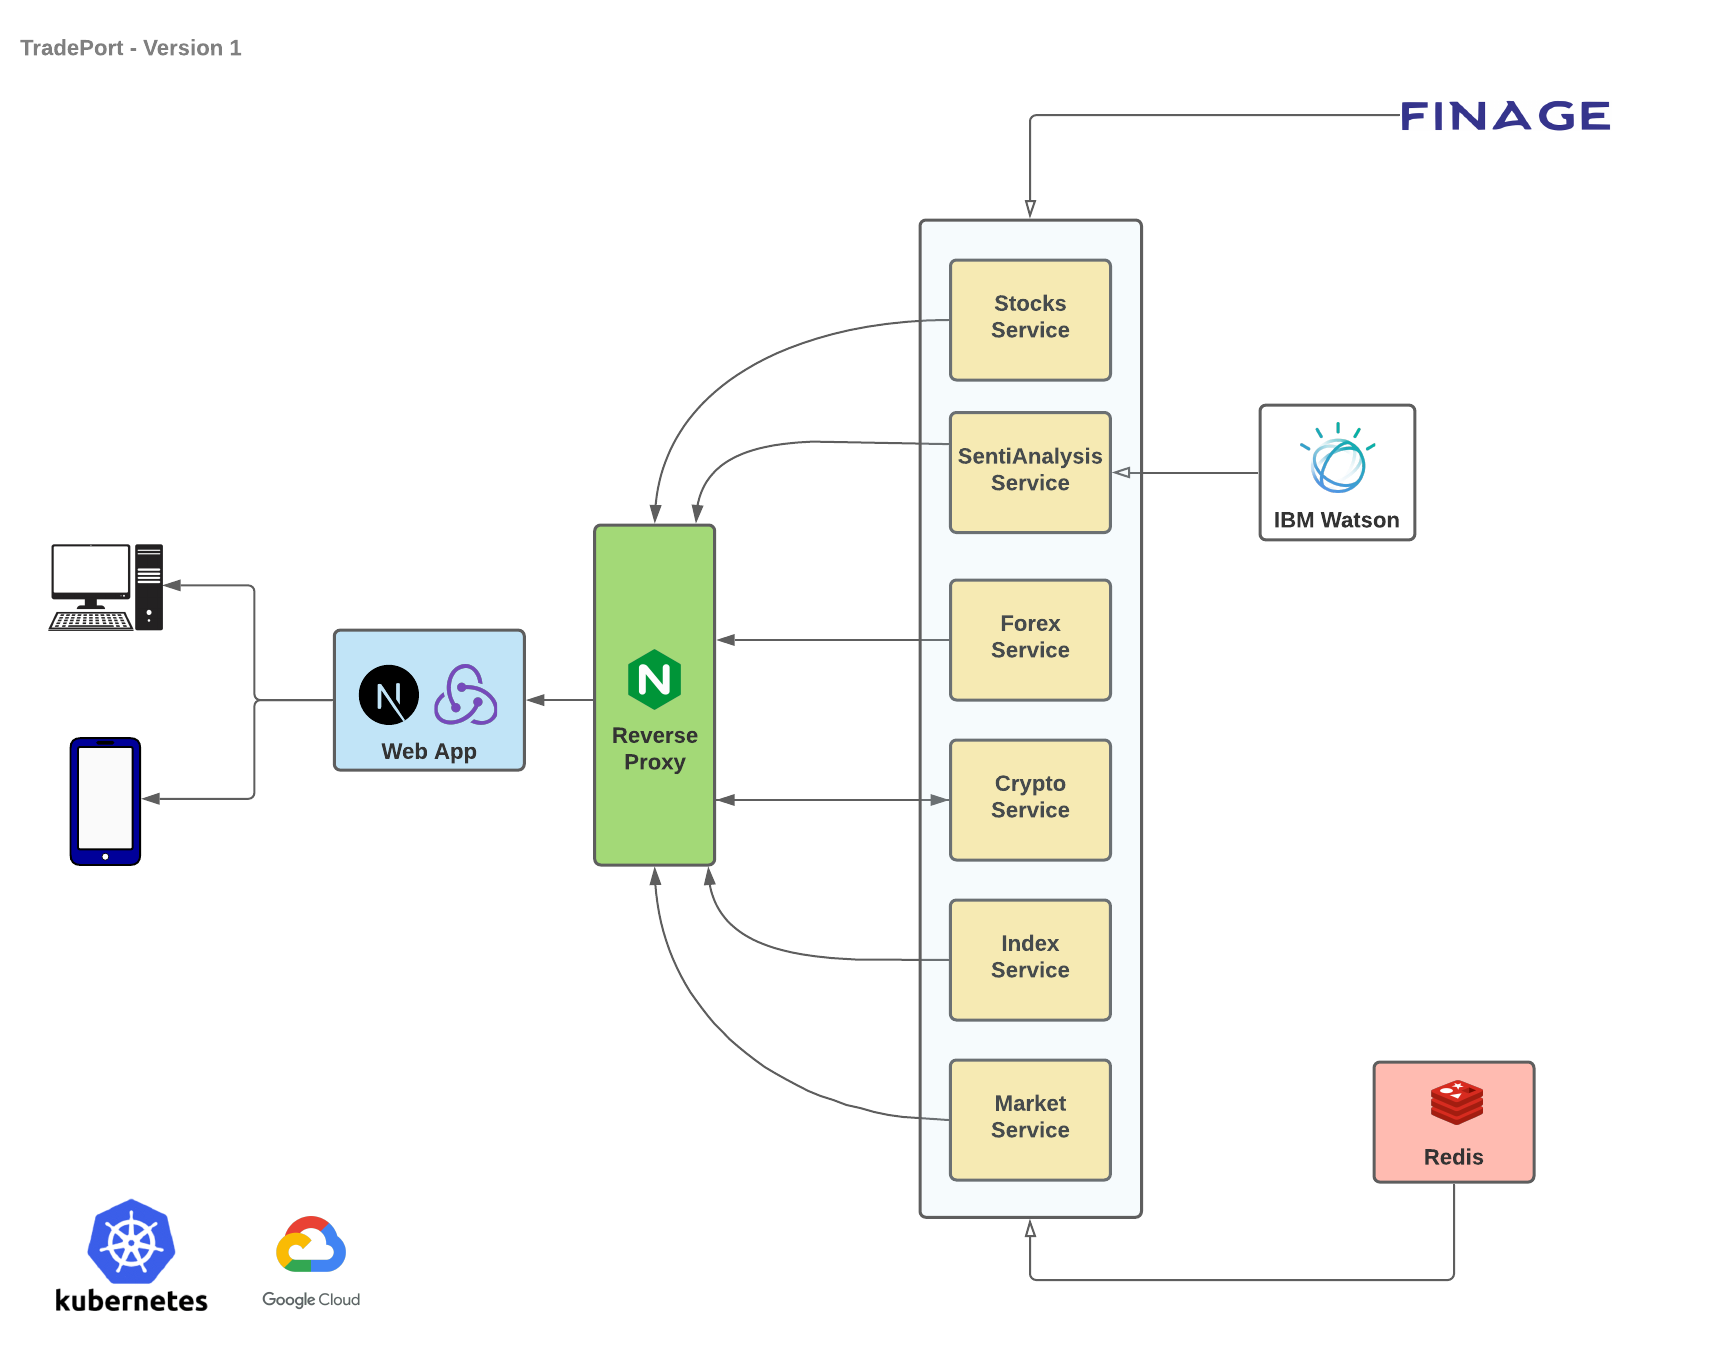 TradePort - Version 1
FINAGE
Stocks
Service
SentiAnalysis
Service
IBM Watson
Forex
Service
N
Reverse
Proxy
N
Web App
Crypto
Service
Index
Service
Market
Service
Redis
kubernetes
Google Cloud